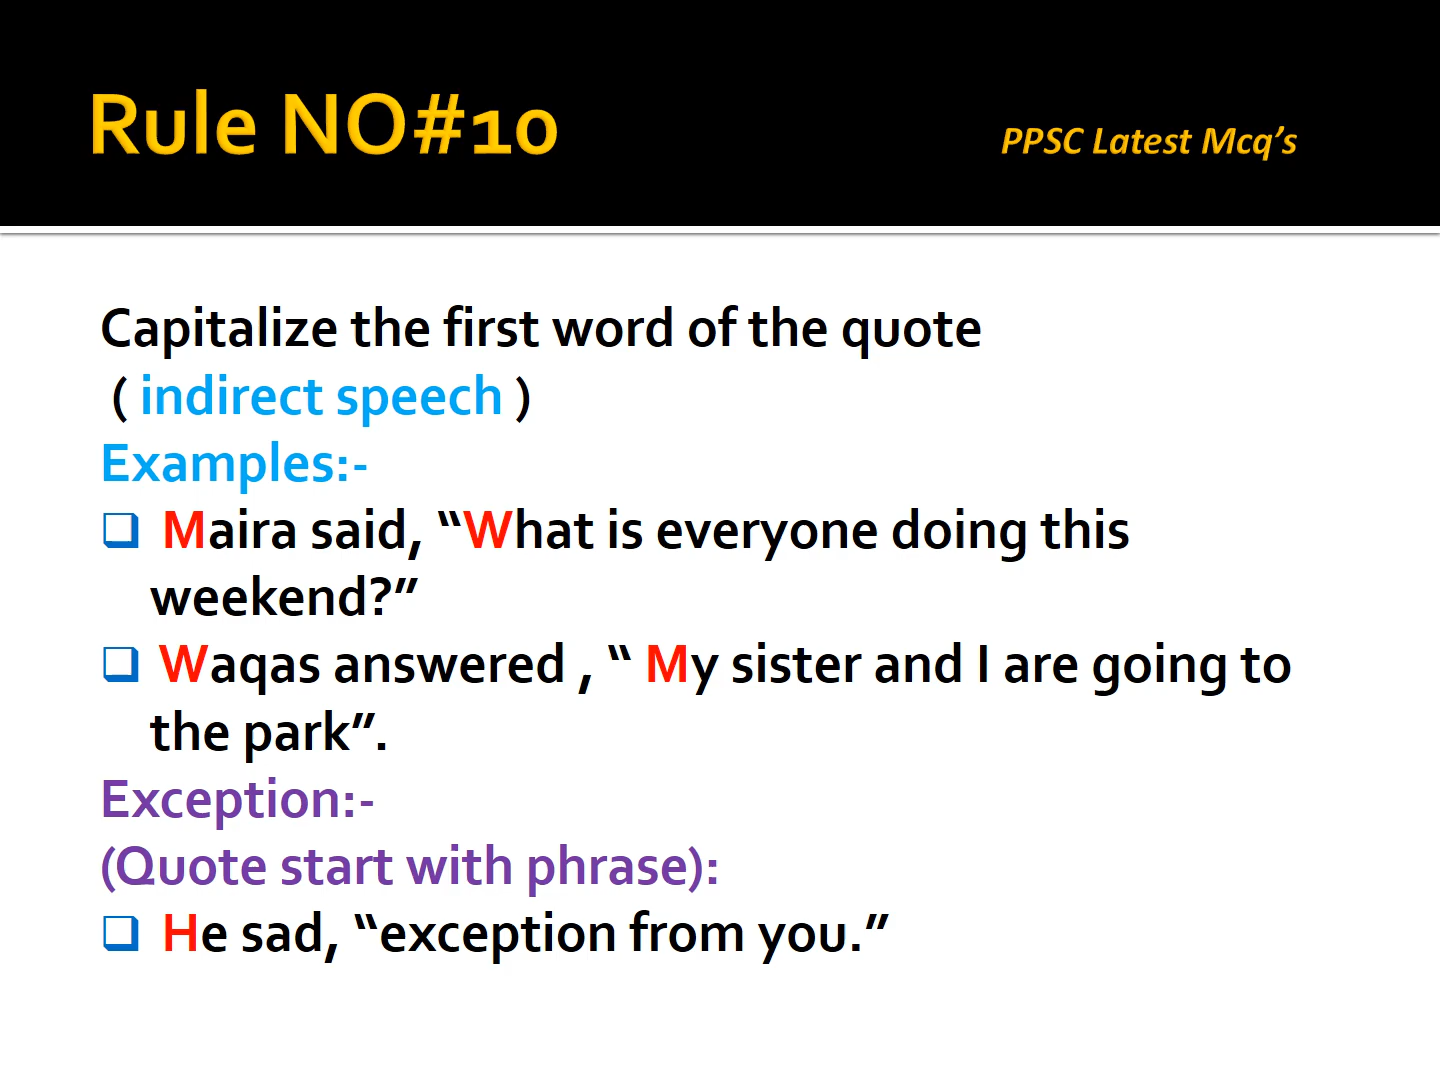 Rule NO#10
PPSC Latest Mcq’s
Capitalize the first word of the quote
( indirect speech )
Examples:-
❑ Maira said, “What is everyone doing this
weekend?”
❑ Waqas answered , “ My sister and I are going to
the park”.
Exception:-
(Quote start with phrase):
❑ He sad, “exception from you.”